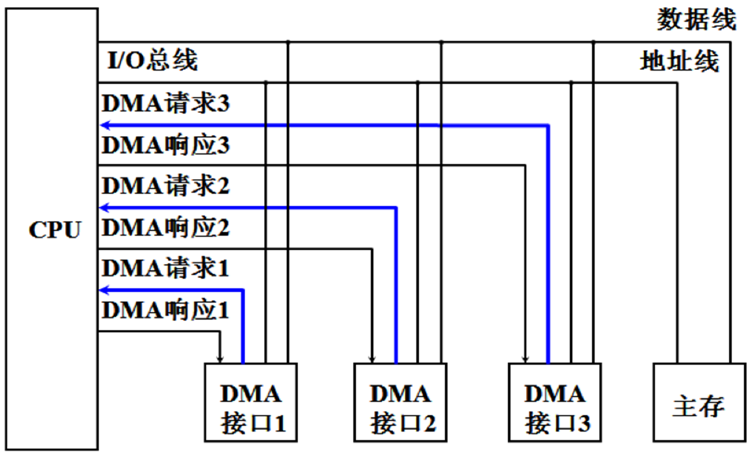 数据线
I/O总线
地址线
DMA请求3
DMA响应3
DMA请求2
CPU
DMA响应2
DMA请求1
DMA响应1
DMA
接口1
DMA
接口2
DMA
接口3
主存